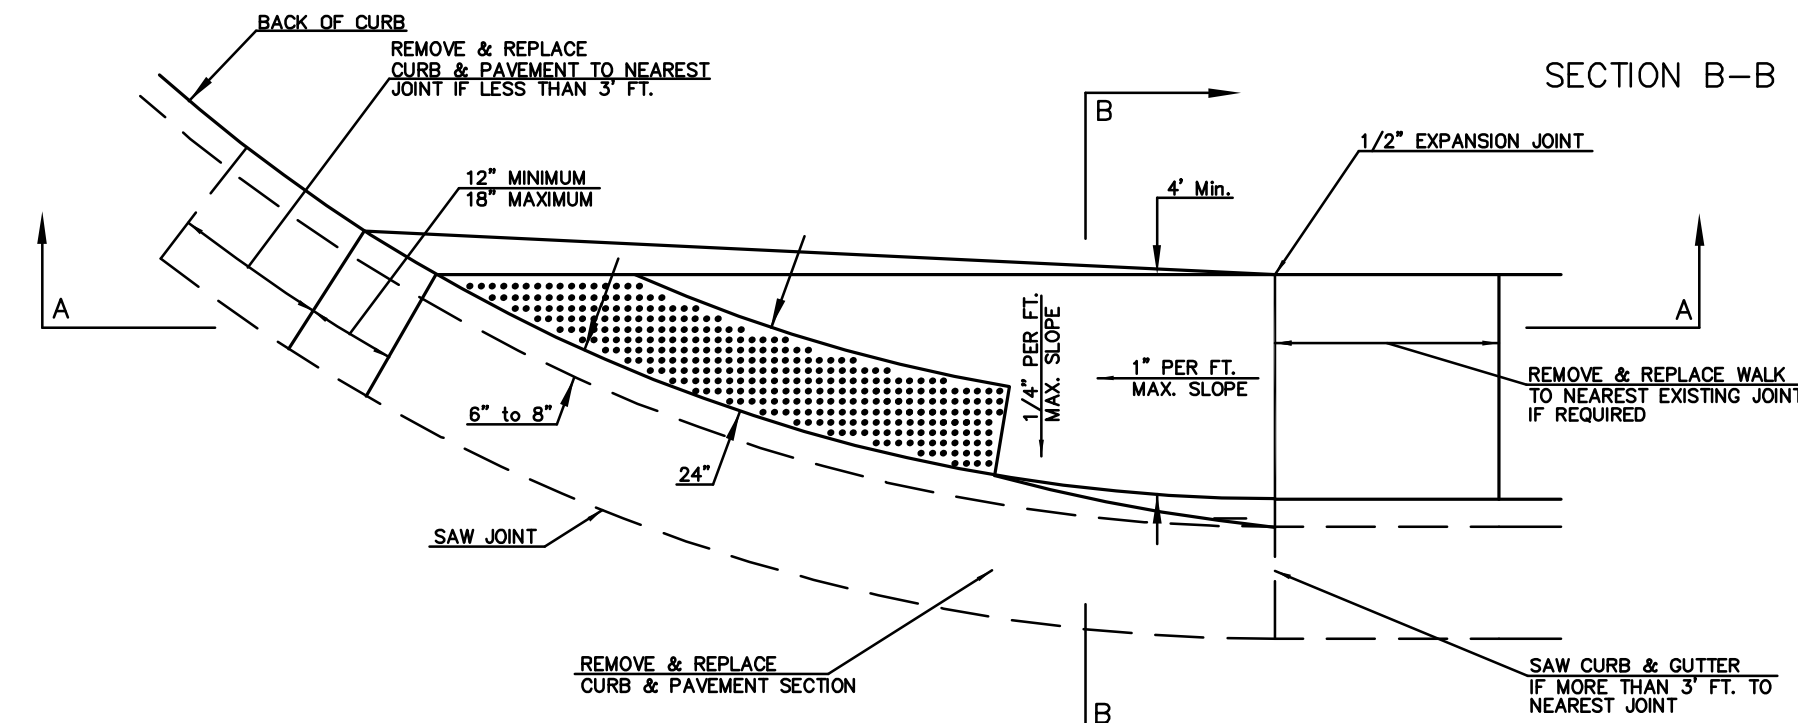 BACK OF CURB
REMOVE & REPLACE
CURB & PAVEMENT TO NEAREST
JOINT IF LESS THAN 3' FT.
SECTION B-B
B
1/2" EXPANSION JOINT
12" MINIMUM
18" MAXIMUM
4' Min.
A
A
1/4" PER FT.
MAX. SLOPE
1" PER FT.
MAX. SLOPE
REMOVE & REPLACE WALK
TO NEAREST EXISTING JOINT
IF REQUIRED
6" to 8"
24"
SAW JOINT
REMOVE & REPLACE
CURB & PAVEMENT SECTION
SAW CURB & GUTTER
IF MORE THAN 3' FT. TO
NEAREST JOINT
B